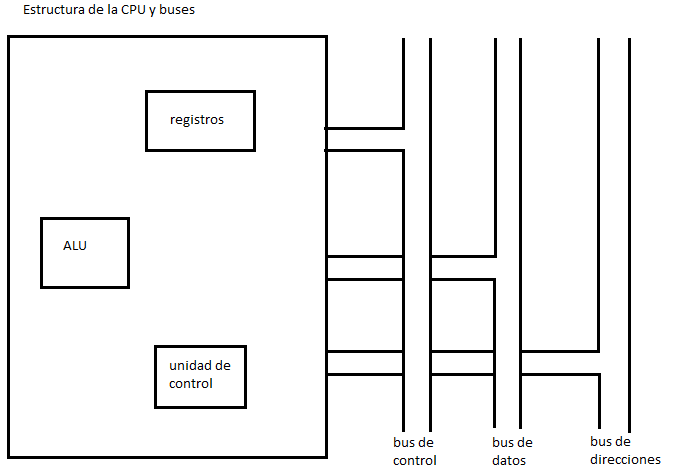 Estructura de la CPU y buses
registros
ALU
unidad de
control
bus de
control
bus de
datos
bus de
direcciones